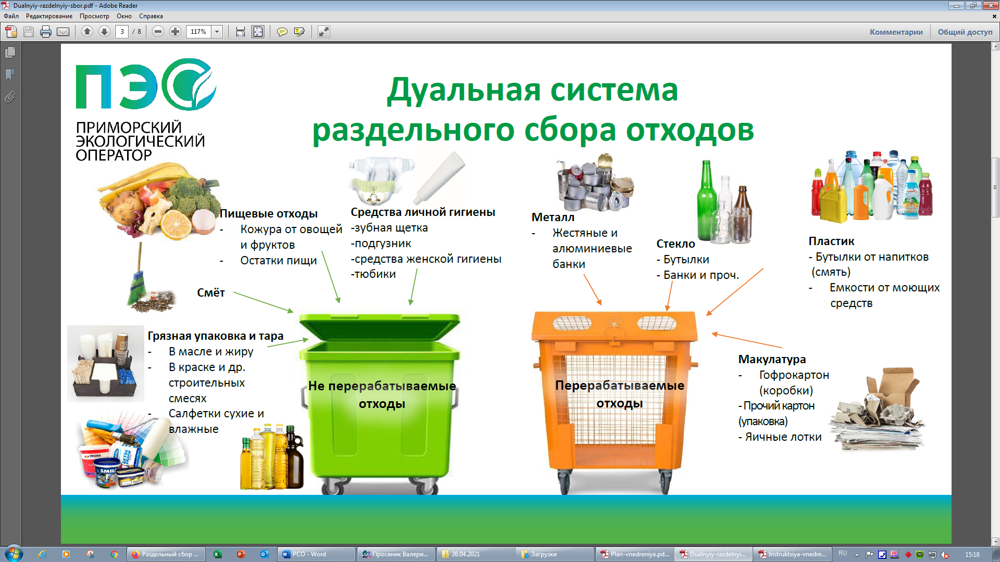 Dualnyiy-razdelnyiy-sbor.pdf - Adobe Reader
Файл Редактирование Просмотр Окно Справка
3 / 8 117% Комментарии Общий доступ
ПЭО
ПРИМОРСКИЙ
ЭКОЛОГИЧЕСКИЙ
ОПЕРАТОР
Дуальная система
раздельного сбора отходов
Пищевые отходы
- Кожура от овощей
и фруктов
- Остатки пищи
Средства личной гигиены
-зубная щетка
-подгузник
-средства женской гигиены
-тюбики
Металл
- Жестяные и
алюминиевые
банки
Стекло
- Бутылки
- Банки и проч.
Пластик
- Бутылки от напитков
(смять)
- Емкости от моющих
средств
Смёт
Грязная упаковка и тара
- В масле и жиру
- В краске и др.
строительных
смесях
- Салфетки сухие и
влажные
TRIORA
SMILE
Не перерабатываемые
отходы
Перерабатываемые
отходы
Макулатура
- Гофрокартон
(коробки)
- Прочий картон
(упаковка)
- Яичные лотки
Раздельный сбор ...
РСО - Word
Просяник Валери...
26.04.2021
Загрузки
Plan-vnedreniya.pd...
Dualnyiy-razdelnyi...
Instruktsiya-vnedre...
RU
15:18